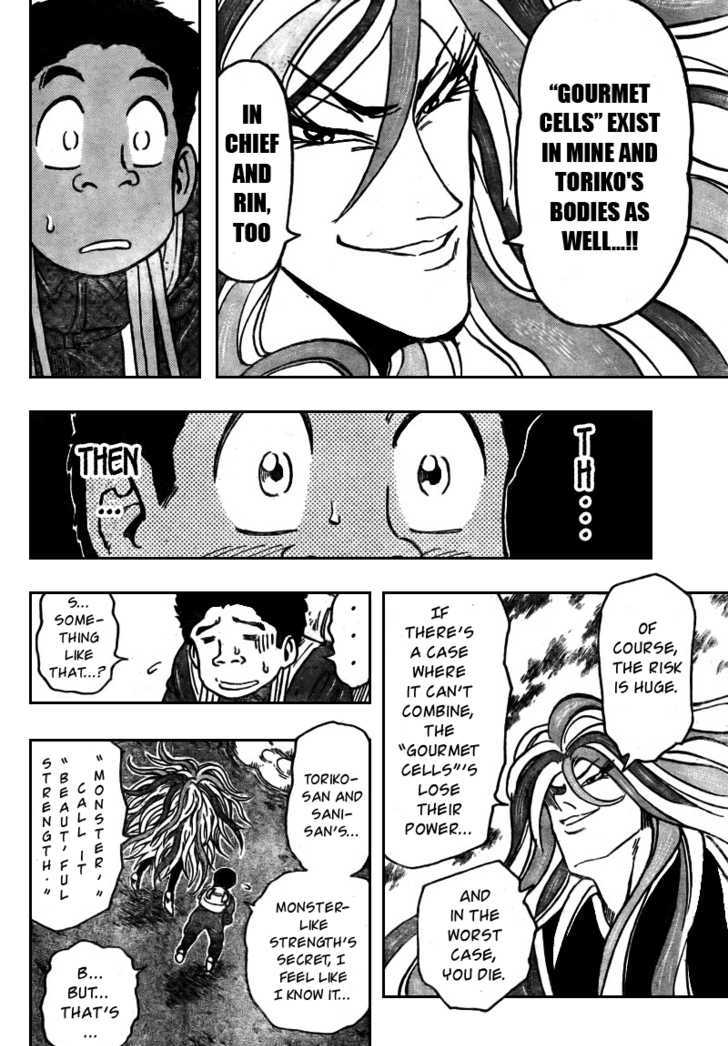 “GOURMET
CELLS” EXIST
IN MINE AND
TORIKO'S
BODIES AS
WELL...!!
IN
CHIEF
AND
RIN,
TOO
TH...
THEN
...
OF
COURSE,
THE RISK
IS HUGE.
IF
THERE'S
A CASE
WHERE
IT CAN'T
COMBINE,
THE
“GOURMET
CELLS”'S
LOSE
THEIR
POWER...
AND
IN THE
WORST
CASE,
YOU DIE.
...
S...
SOME-
THING
LIKE
THAT...?
TORIKO-
SAN AND
SANI-
SAN'S...
MONSTER-
LIKE
STRENGTH'S
SECRET, I
FEEL LIKE
I KNOW IT...
“MONSTER,”
CALL IT
“BEAUT'FUL
STRENGTH.”
B...
BUT...
THAT'S
...